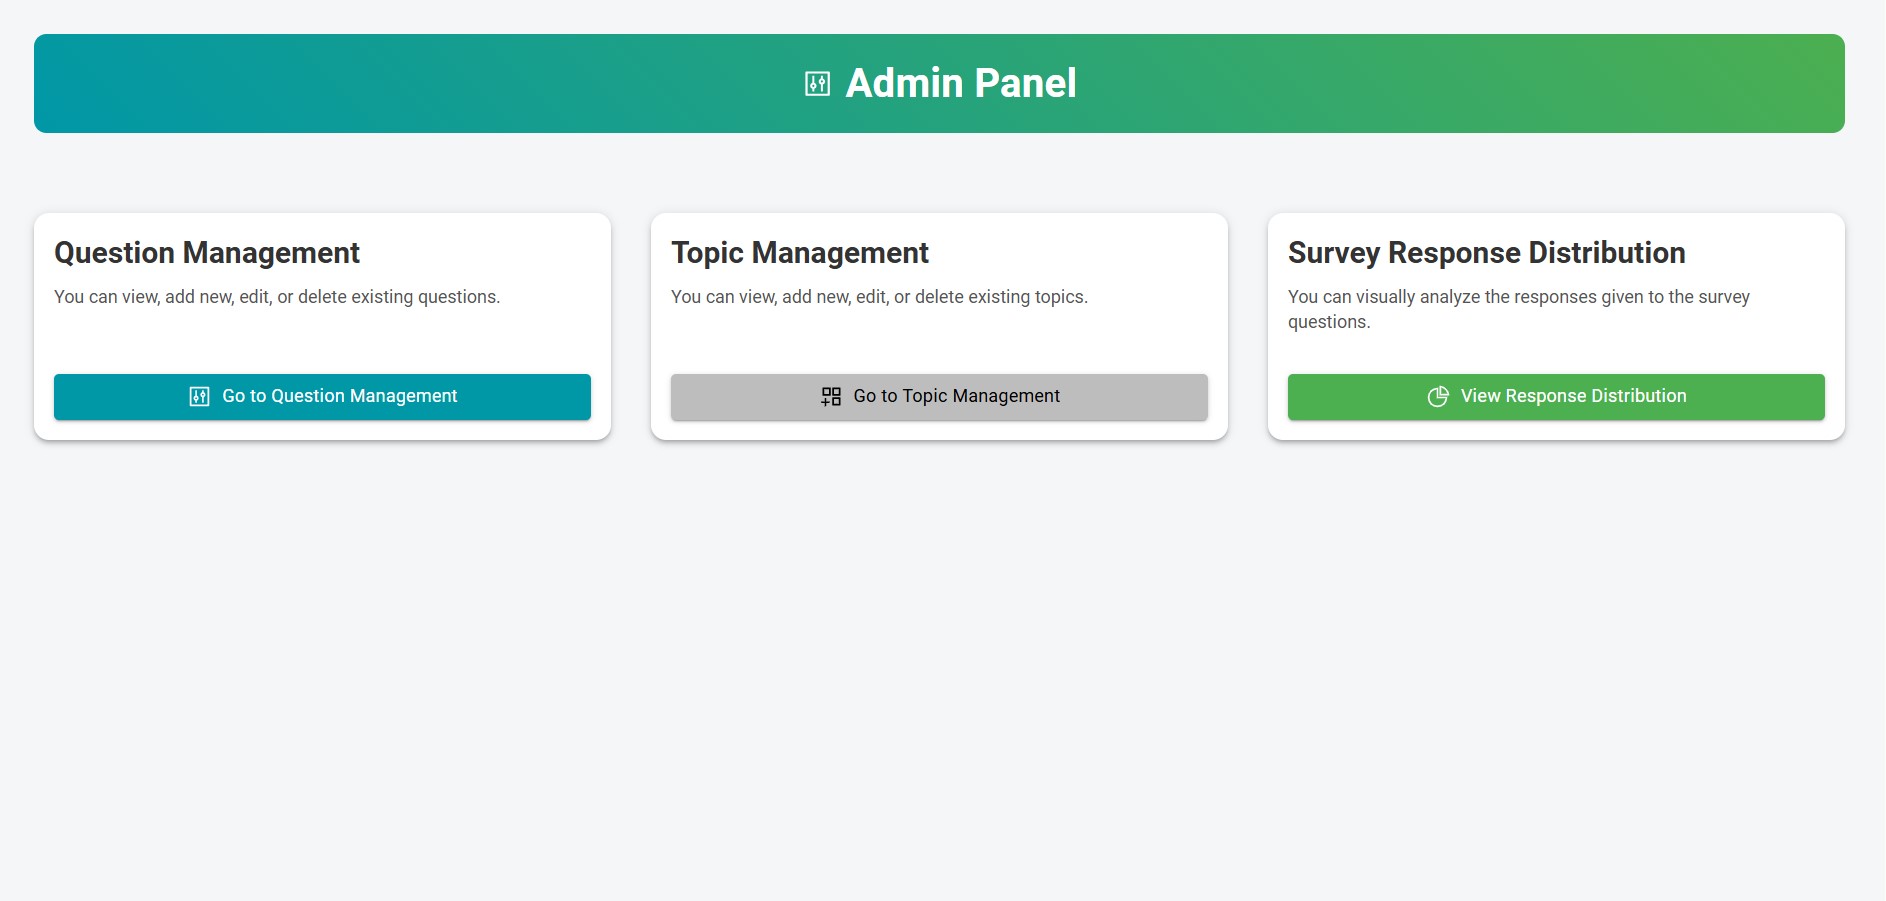 Admin Panel
Question Management
You can view, add new, edit, or delete existing questions.
Go to Question Management
Topic Management
You can view, add new, edit, or delete existing topics.
Go to Topic Management
Survey Response Distribution
You can visually analyze the responses given to the survey
questions.
View Response Distribution